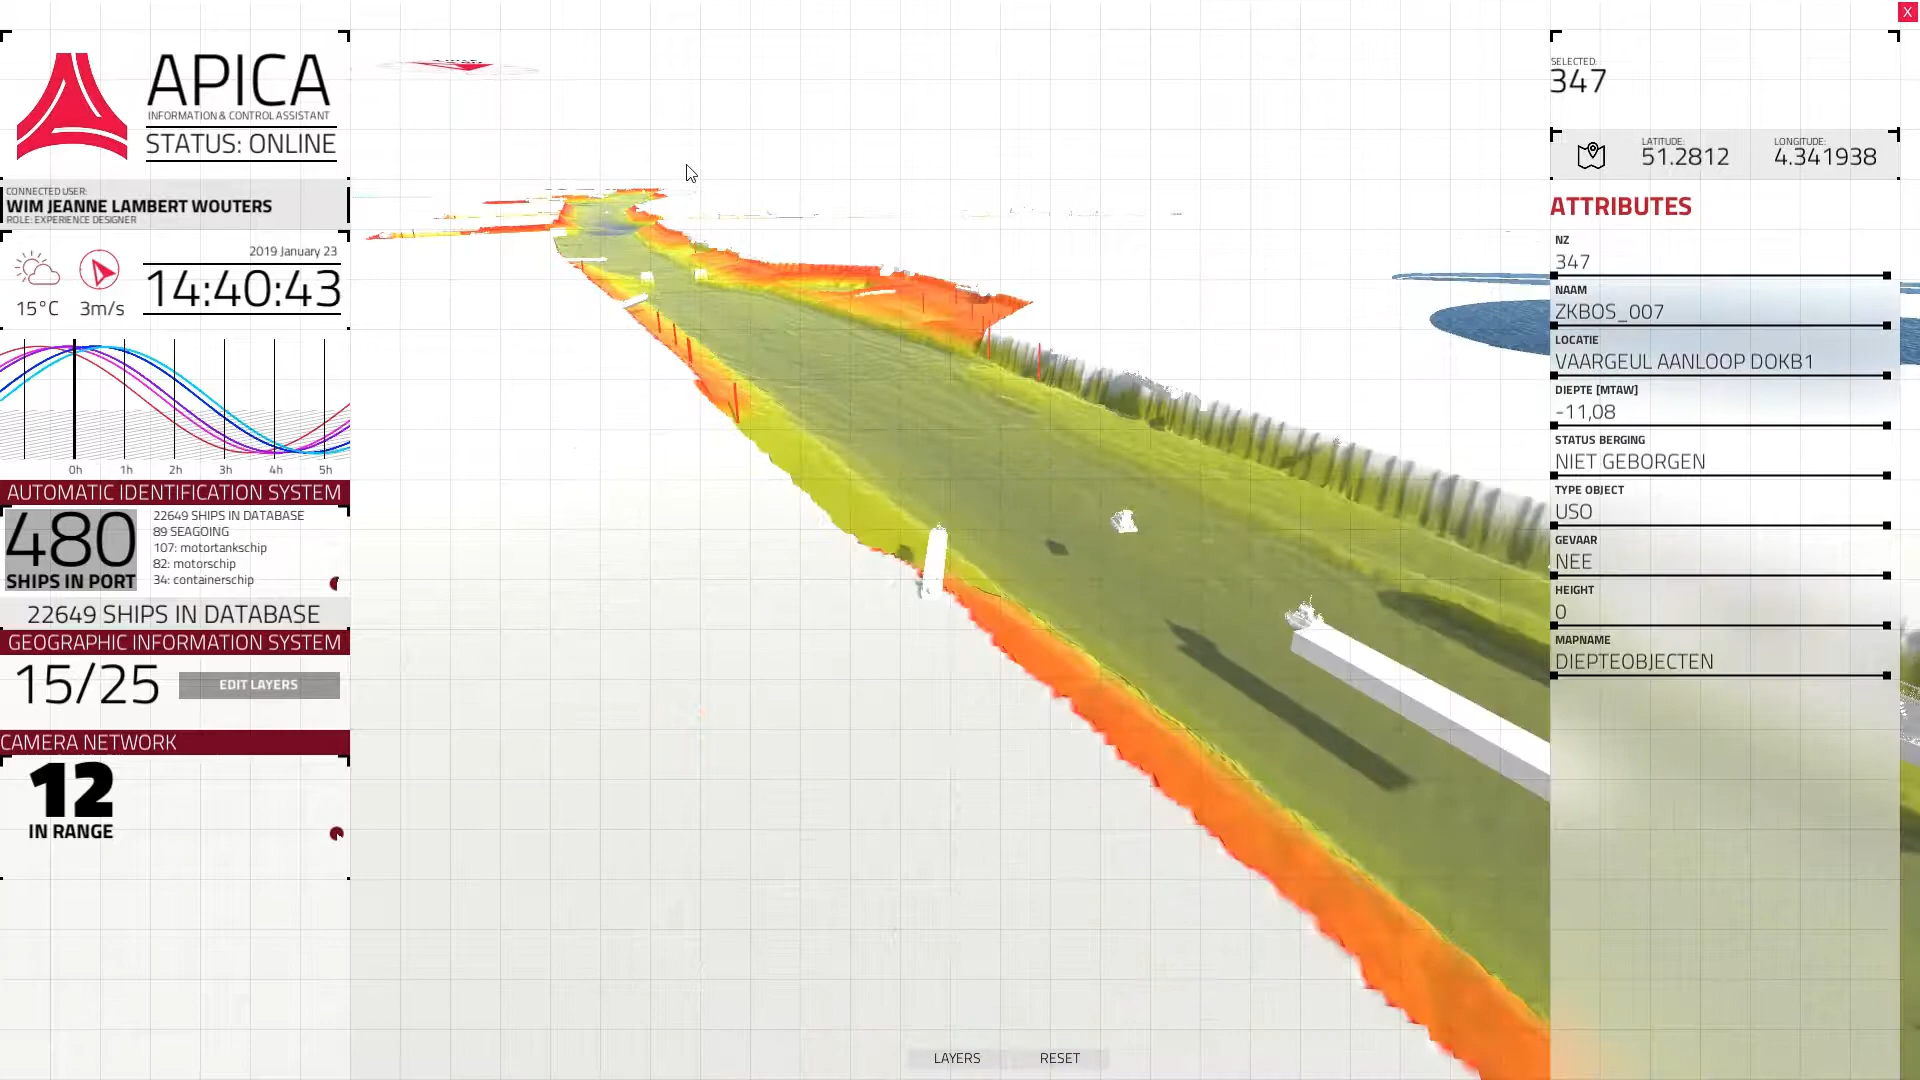 APICA
INFORMATION & CONTROL ASSISTANT
STATUS: ONLINE
CONNECTED USER:
WIM JEANNE LAMBERT WOUTERS
ROLE: EXPERIENCE DESIGNER
2019 January 23
14:40:43
15°C
3m/s
0h 1h 2h 3h 4h 5h
AUTOMATIC IDENTIFICATION SYSTEM
480
SHIPS IN PORT
22649 SHIPS IN DATABASE
89 SEAGOING
107: motortankschip
82: motorschip
34: containerschip
22649 SHIPS IN DATABASE
GEOGRAPHIC INFORMATION SYSTEM
15/25
EDIT LAYERS
CAMERA NETWORK
12
IN RANGE
LAYERS
RESET
X
SELECTED:
347
LATITUDE:
51.2812
LONGITUDE:
4.341938
ATTRIBUTES
NZ
347
NAAM
ZKBOS_007
LOCATIE
VAARGEUL AANLOOP DOKB1
DIEPTE [MTAW]
-11,08
STATUS BERGING
NIET GEBORGEN
TYPE OBJECT
USO
GEVAAR
NEE
HEIGHT
0
MAPNAME
DIEPTEOBJECTEN